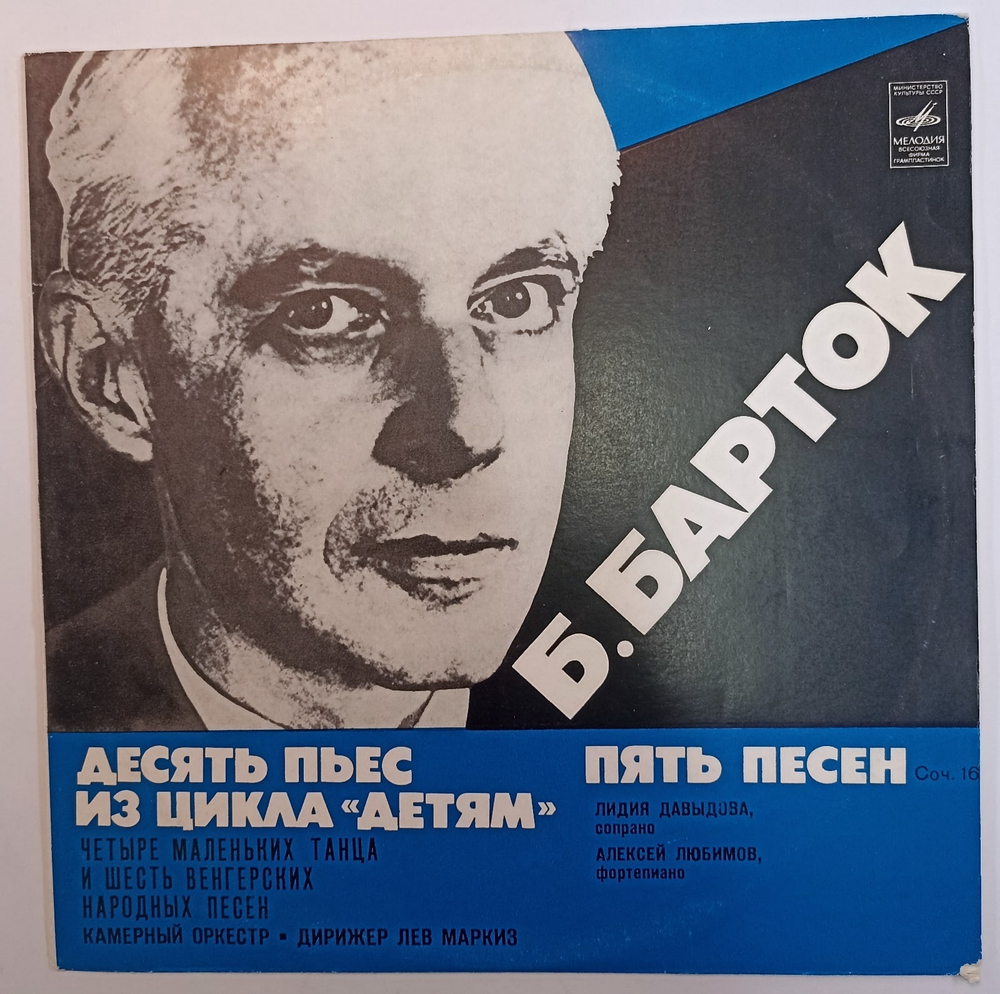 МИНИСТЕРСТВО
КУЛЬТУРЫ СССР
МЕЛОДИЯ
ВСЕСОЮЗНАЯ
ФИРМА
ГРАМПЛАСТИНОК
Б. БАРТОК
ДЕСЯТЬ ПЬЕС
ИЗ ЦИКЛА «ДЕТЯМ»
ЧЕТЫРЕ МАЛЕНЬКИХ ТАНЦА
И ШЕСТЬ ВЕНГЕРСКИХ
НАРОДНЫХ ПЕСЕН
КАМЕРНЫЙ ОРКЕСТР ▪ ДИРИЖЕР ЛЕВ МАРКИЗ
ПЯТЬ ПЕСЕН Соч. 16
ЛИДИЯ ДАВЫДОВА,
сопрано
АЛЕКСЕЙ ЛЮБИМОВ,
фортепиано